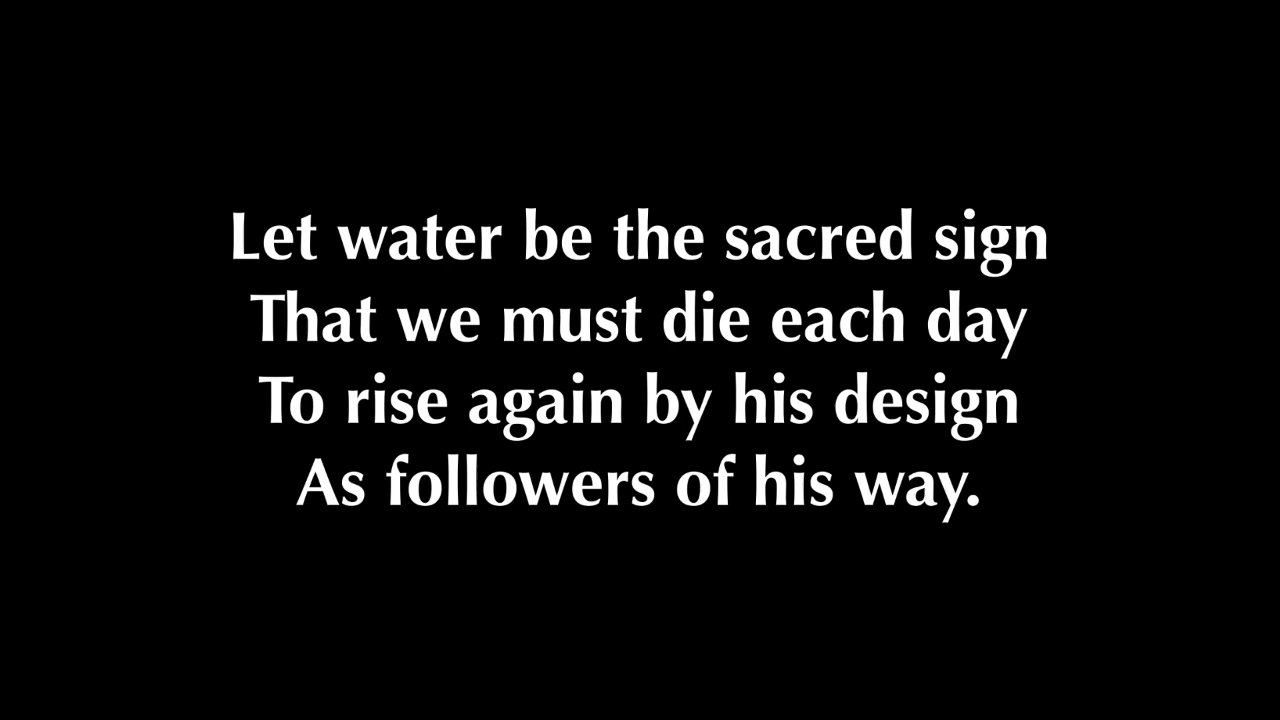 Let water be the sacred sign
That we must die each day
To rise again by his design
As followers of his way.